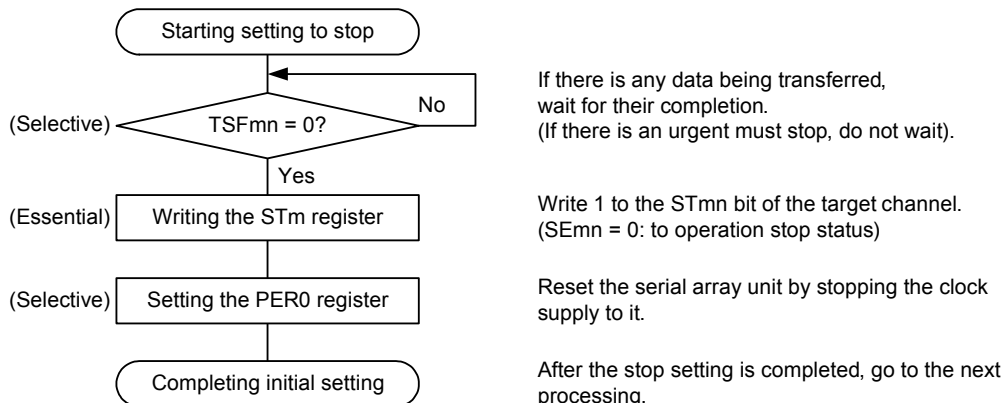 Starting setting to stop
No
If there is any data being transferred,
wait for their completion.
(If there is an urgent must stop, do not wait).
(Selective)
TSFmn = 0?
Yes
(Essential)
Writing the STm register
Write 1 to the STmn bit of the target channel.
(SEmn = 0: to operation stop status)
(Selective)
Setting the PER0 register
Reset the serial array unit by stopping the clock
supply to it.
Completing initial setting
After the stop setting is completed, go to the next
processing.